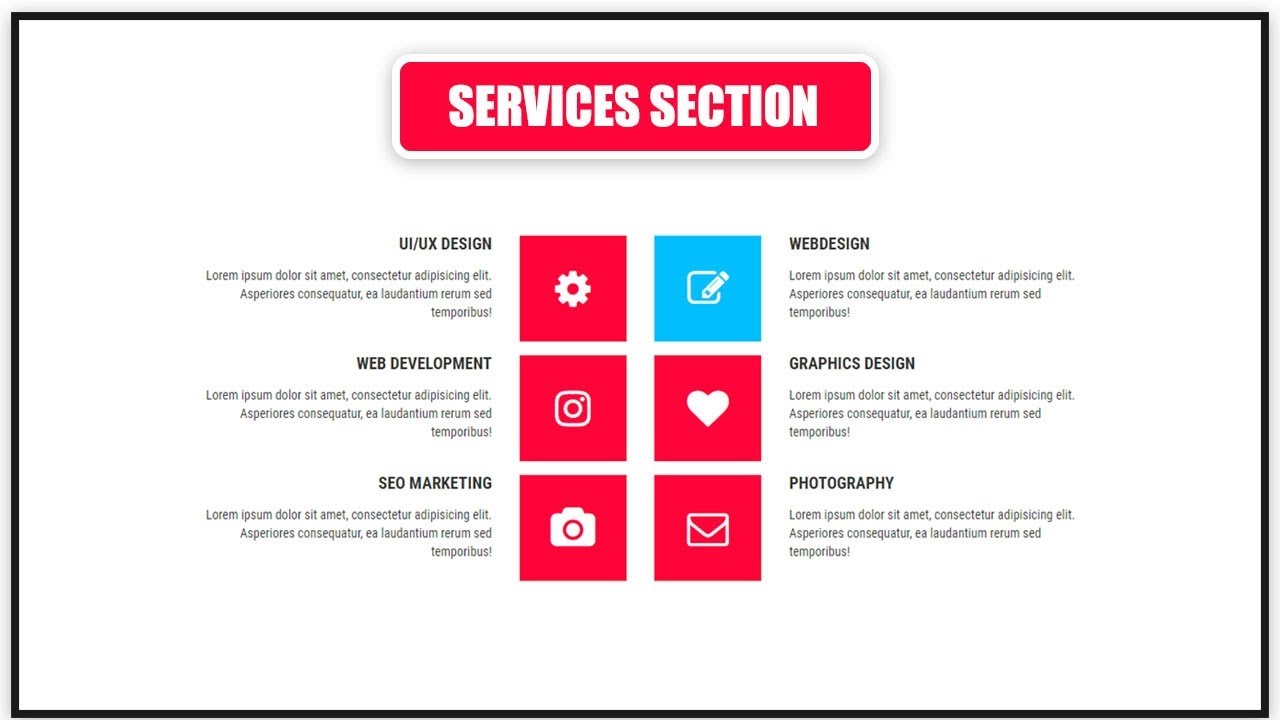 SERVICES SECTION
UI/UX DESIGN
Lorem ipsum dolor sit amet, consectetur adipisicing elit.
Asperiores consequatur, ea laudantium rerum sed
temporibus!
WEBDESIGN
Lorem ipsum dolor sit amet, consectetur adipisicing elit.
Asperiores consequatur, ea laudantium rerum sed
temporibus!
WEB DEVELOPMENT
Lorem ipsum dolor sit amet, consectetur adipisicing elit.
Asperiores consequatur, ea laudantium rerum sed
temporibus!
GRAPHICS DESIGN
Lorem ipsum dolor sit amet, consectetur adipisicing elit.
Asperiores consequatur, ea laudantium rerum sed
temporibus!
SEO MARKETING
Lorem ipsum dolor sit amet, consectetur adipisicing elit.
Asperiores consequatur, ea laudantium rerum sed
temporibus!
PHOTOGRAPHY
Lorem ipsum dolor sit amet, consectetur adipisicing elit.
Asperiores consequatur, ea laudantium rerum sed
temporibus!